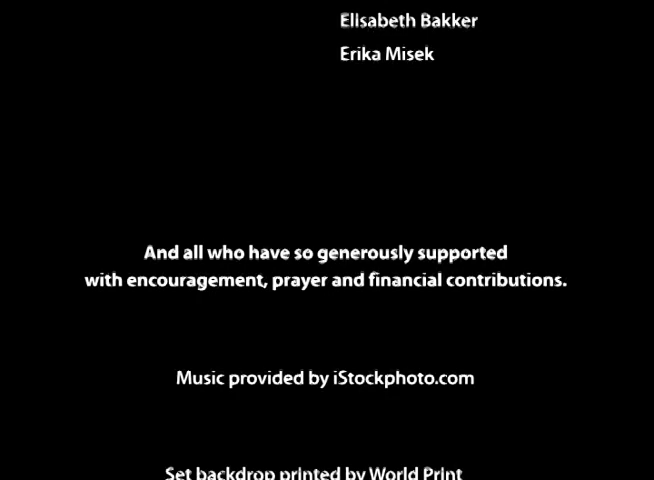 Elisabeth Bakker
Erika Misek
And all who have so generously supported
with encouragement, prayer and financial contributions.
Music provided by iStockphoto.com
Set backdrop printed by World Print